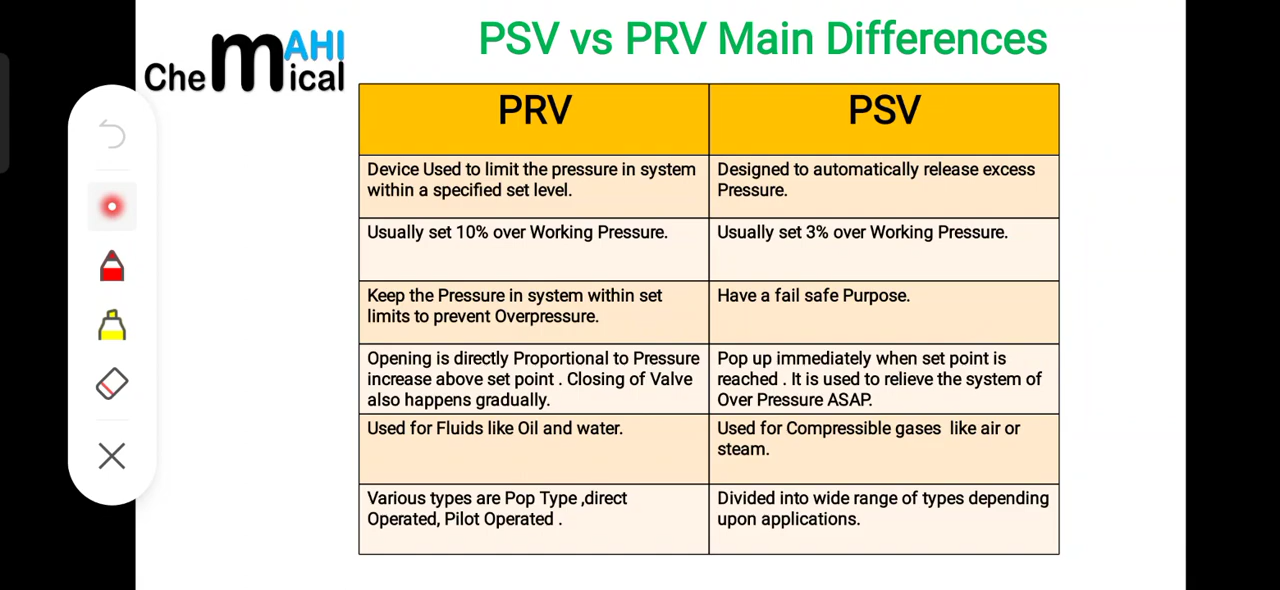 PSV vs PRV Main Differences
AHI
Chemical
PRV
PSV
Device Used to limit the pressure in system
within a specified set level.
Designed to automatically release excess
Pressure.
Usually set 10% over Working Pressure.
Usually set 3% over Working Pressure.
Keep the Pressure in system within set
limits to prevent Overpressure.
Have a fail safe Purpose.
Opening is directly Proportional to Pressure
increase above set point . Closing of Valve
also happens gradually.
Pop up immediately when set point is
reached . It is used to relieve the system of
Over Pressure ASAP.
Used for Fluids like Oil and water.
Used for Compressible gases  like air or
steam.
Various types are Pop Type ,direct
Operated, Pilot Operated .
Divided into wide range of types depending
upon applications.